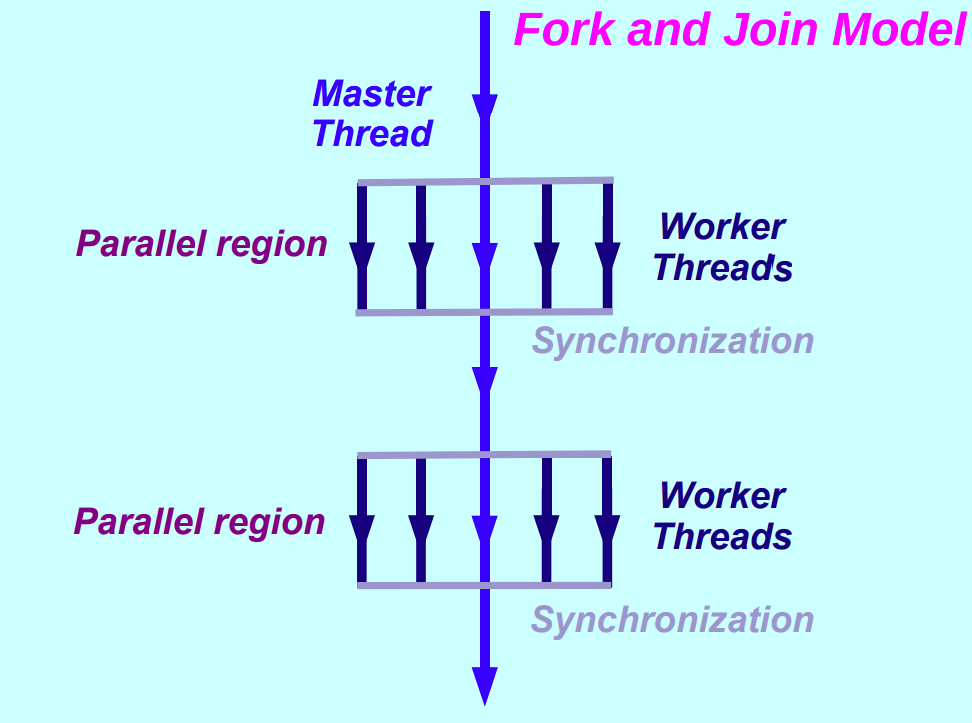 Fork and Join Model
Master
Thread
Parallel region
Worker
Threads
Synchronization
Parallel region
Worker
Threads
Synchronization